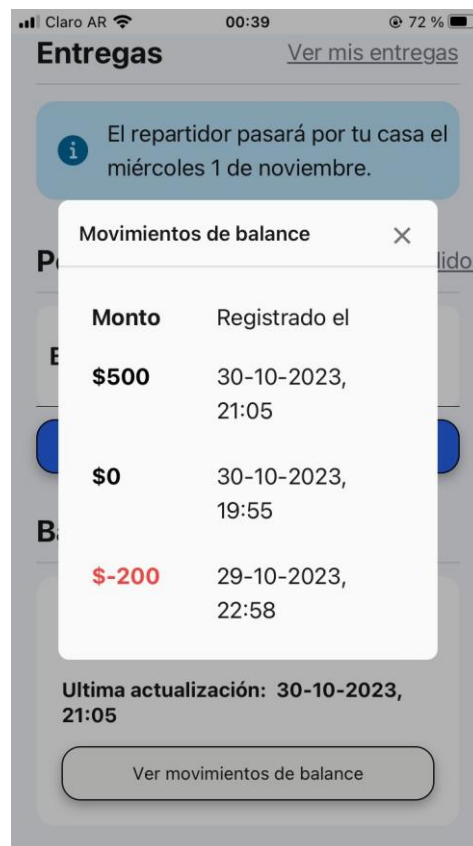 Claro AR 00:39 72 %
Entregas Ver mis entregas
El repartidor pasará por tu casa el
miércoles 1 de noviembre.
Movimientos de balance ×
Monto Registrado el
$500 30-10-2023,
21:05
$0 30-10-2023,
19:55
$-200 29-10-2023,
22:58
Ultima actualización: 30-10-2023,
21:05
Ver movimientos de balance